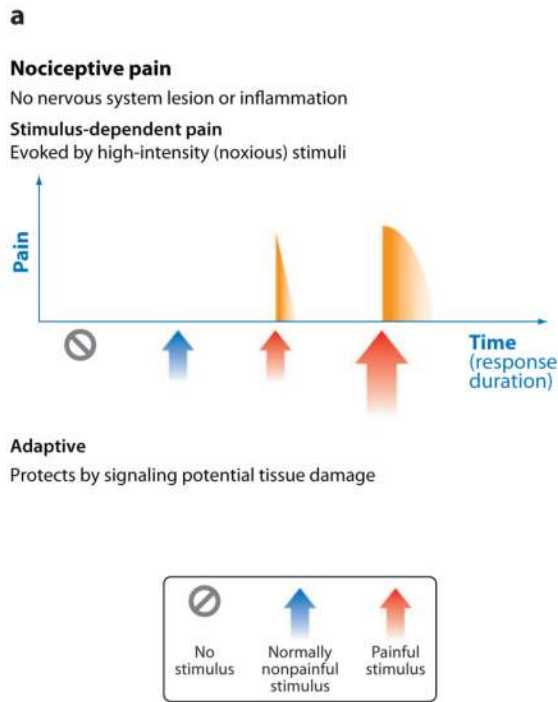 a
Nociceptive pain
No nervous system lesion or inflammation
Stimulus-dependent pain
Evoked by high-intensity (noxious) stimuli
Pain
Time
(response
duration)
Adaptive
Protects by signaling potential tissue damage
No
stimulus
Normally
nonpainful
stimulus
Painful
stimulus